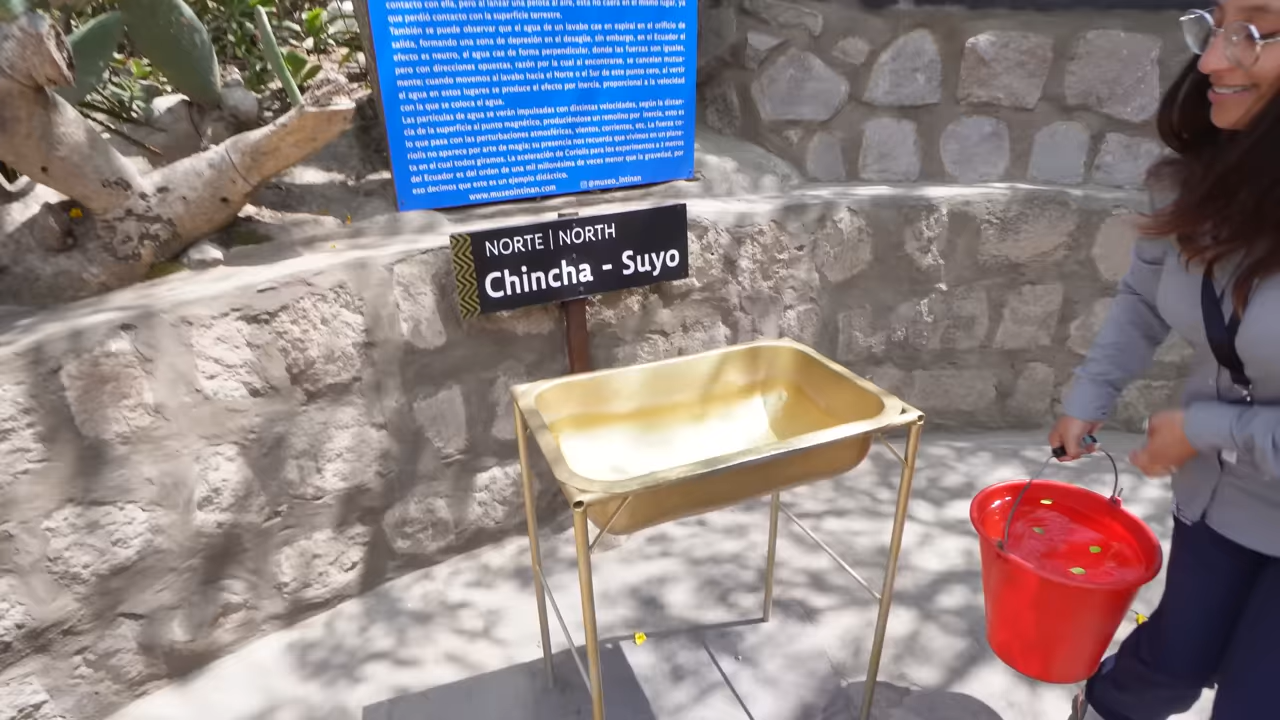 contacto con ella, pero al lanzar una pelota al aire, esta no caerá en el mismo lugar, ya
que perdió contacto con la superficie terrestre.
También se puede observar que el agua de un lavabo cae en espiral en el orificio de
salida, formando una zona de depresión en el desagüe, sin embargo, en el Ecuador el
efecto es neutro, el agua cae de forma perpendicular, donde las fuerzas son iguales,
pero con direcciones opuestas, razón por la cual al encontrarse, se cancelan mutua-
mente; cuando movemos al lavabo hacia el Norte o el Sur de este punto cero, al vertir
el agua en estos lugares se produce el efecto por inercia, proporcional a la velocidad
con la que se coloca el agua.
Las partículas de agua se verán impulsadas con distintas velocidades, según la distan-
cia de la superficie al punto magnético, produciéndose un remolino por inercia, esto es
lo que pasa con las perturbaciones atmosféricas, vientos, corrientes, etc. La fuerza co-
riolis no aparece por arte de magia; su presencia nos recuerda que vivimos en un plane-
ta en el cual todos giramos. La aceleración de Coriolis para los experimentos a 2 metros
del Ecuador es del orden de una mil millonésima de veces menor que la gravedad, por
eso decimos que este es un ejemplo didáctico.
www.museointinan.com @museo_intinan
NORTE | NORTH
Chincha - Suyo